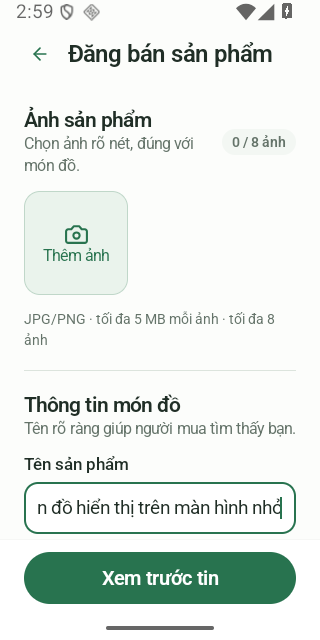 2:59
Đăng bán sản phẩm
Ảnh sản phẩm
Chọn ảnh rõ nét, đúng với
món đồ.
0 / 8 ảnh
Thêm ảnh
JPG/PNG · tối đa 5 MB mỗi ảnh · tối đa 8
ảnh
Thông tin món đồ
Tên rõ ràng giúp người mua tìm thấy bạn.
Tên sản phẩm
n đồ hiển thị trên màn hình nhỏ
Xem trước tin